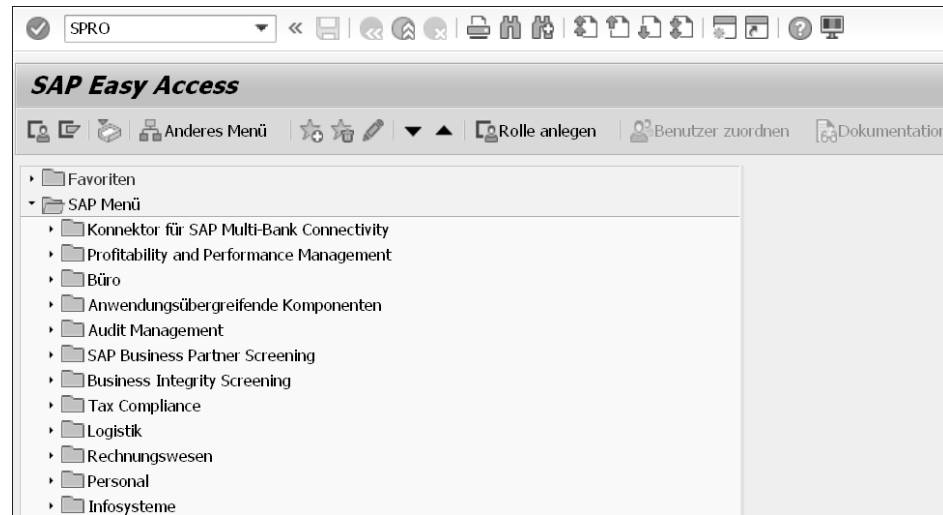 SPRO
SAP Easy Access
Anderes Menü Rolle anlegen Benutzer zuordnen Dokumentation
Favoriten
SAP Menü
Konnektor für SAP Multi-Bank Connectivity
Profitability and Performance Management
Büro
Anwendungsübergreifende Komponenten
Audit Management
SAP Business Partner Screening
Business Integrity Screening
Tax Compliance
Logistik
Rechnungswesen
Personal
Infosysteme